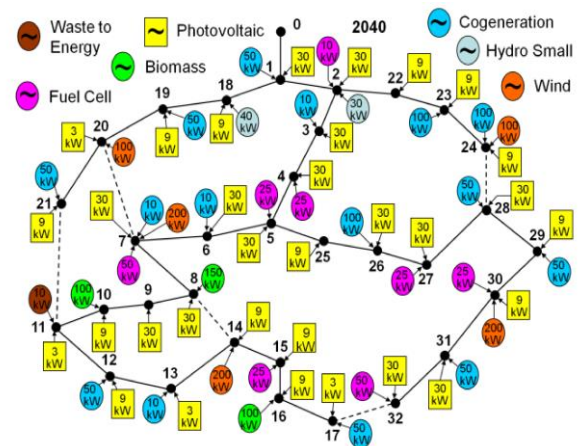 Waste to
Energy
Photovoltaic
Biomass
Fuel Cell
2040
Cogeneration
Hydro Small
Wind
0
50
kW
30
kW
1
10
kW
30
kW
2
30
kW
9
kW
22
9
kW
23
100
kW
100
kW
100
kW
24
9
kW
18
9
kW
40
kW
19
50
kW
9
kW
3
kW
20
100
kW
10
kW
3
30
kW
4
30
kW
25
kW
25
kW
5
30
kW
50
kW
21
9
kW
30
kW
10
kW
200
kW
7
50
kW
10
kW
30
kW
6
9
kW
25
100
kW
30
kW
26
30
kW
27
25
kW
50
kW
30
kW
28
30
kW
29
50
kW
10
kW
11
3
kW
100
kW
10
9
kW
9
30
kW
8
150
kW
30
kW
25
kW
30
9
kW
200
kW
9
kW
14
200
kW
15
9
kW
25
kW
30
kW
31
50
kW
30
kW
12
50
kW
9
kW
13
10
kW
3
kW
9
kW
16
100
kW
3
kW
17
50
kW
50
kW
30
kW
32